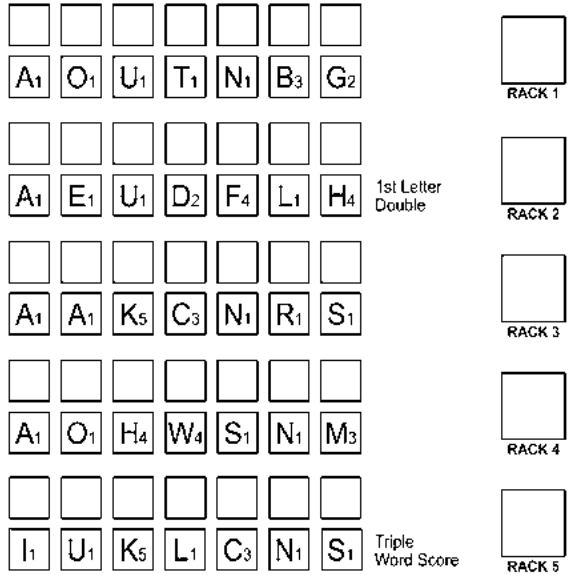 A1 O1 U1 T1 N1 B3 G2
RACK 1
A1 E1 U1 D2 F4 L1 H4
1st Letter
Double
RACK 2
A1 A1 K5 C3 N1 R1 S1
RACK 3
A1 O1 H4 W4 S1 N1 M3
RACK 4
I1 U1 K5 L1 C3 N1 S1
Triple
Word Score
RACK 5